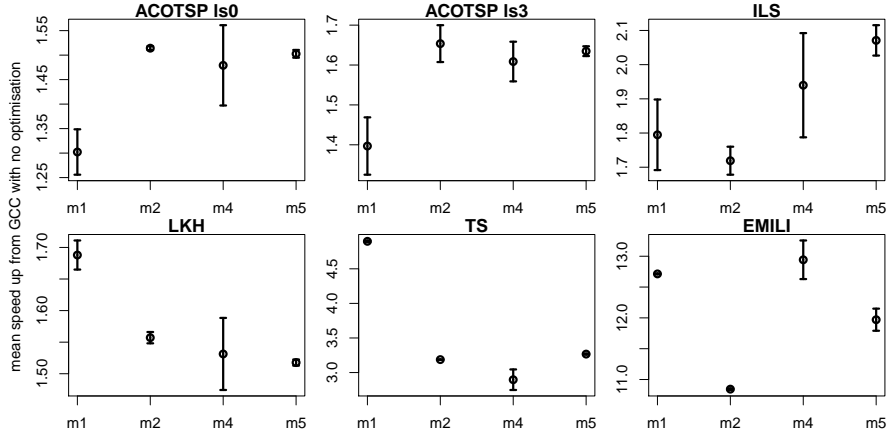 ACOTSP ls0
ACOTSP ls3
ILS
mean speed up from GCC with no optimisation
1.55
1.45
1.35
1.25
m1 m2 m4 m5
1.7
1.6
1.5
1.4
m1 m2 m4 m5
2.1
2.0
1.9
1.8
1.7
m1 m2 m4 m5
LKH
TS
EMILI
1.70
1.60
1.50
m1 m2 m4 m5
4.5
4.0
3.5
3.0
m1 m2 m4 m5
13.0
12.0
11.0
m1 m2 m4 m5